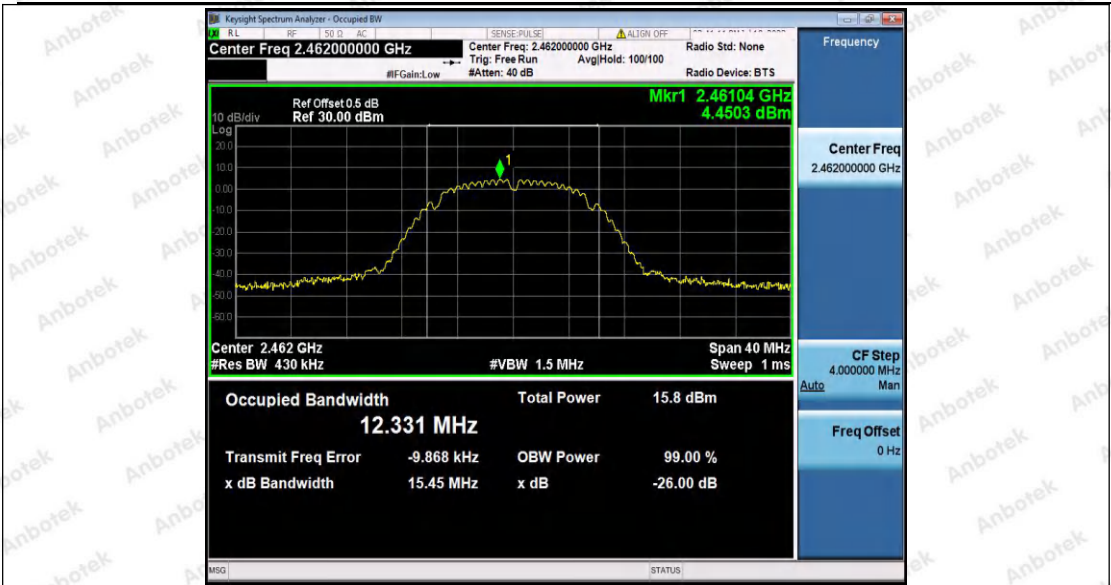 Keysight Spectrum Analyzer - Occupied BW
RL RF 50 Ω AC SENSE:PULSE ALIGN OFF
Center Freq 2.462000000 GHz
Center Freq: 2.462000000 GHz
Radio Std: None
Trig: Free Run Avg|Hold: 100/100
#IFGain:Low
#Atten: 40 dB
Radio Device: BTS
Ref Offset 0.5 dB
Mkr1 2.46104 GHz
10 dB/div Ref 30.00 dBm
4.4503 dBm
Log
20.0
10.0
0.00
-10.0
-20.0
-30.0
-40.0
-50.0
-60.0
1
Center 2.462 GHz
Span 40 MHz
#Res BW 430 kHz
#VBW 1.5 MHz
Sweep 1 ms
Occupied Bandwidth
Total Power 15.8 dBm
12.331 MHz
Transmit Freq Error -9.868 kHz
OBW Power 99.00 %
x dB Bandwidth 15.45 MHz
x dB -26.00 dB
MSG
STATUS
Frequency
Center Freq
2.462000000 GHz
CF Step
4.000000 MHz
Auto Man
Freq Offset
0 Hz
Anbotek